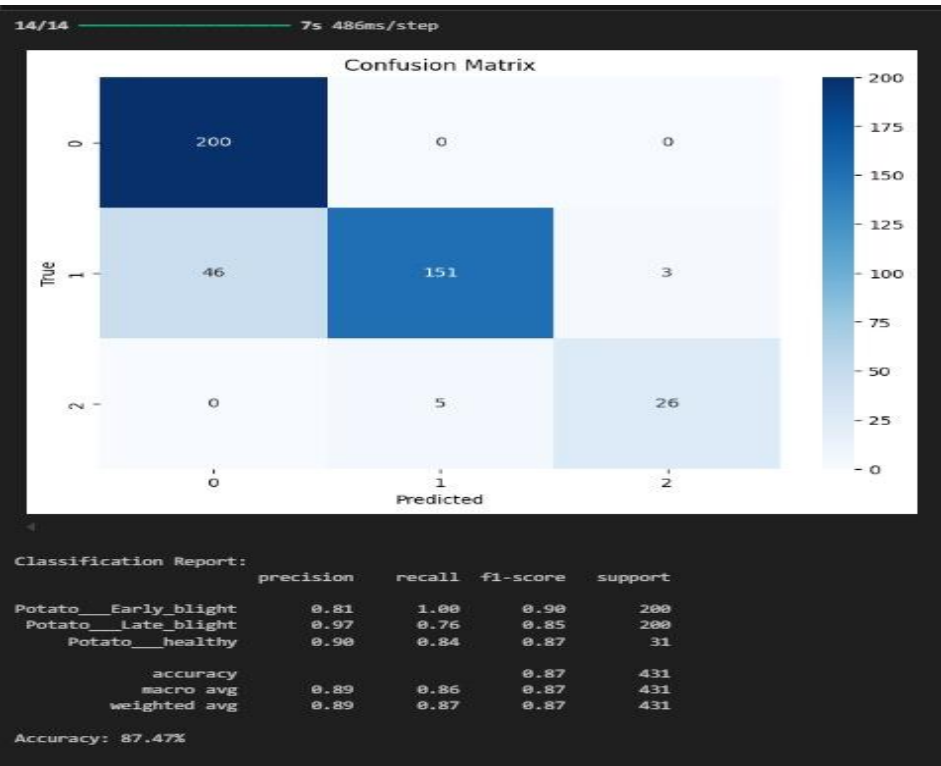 14/14 ━━━━━━━━━━━━━━━━━━━━ 7s 486ms/step
Confusion Matrix
200
175
150
125
100
75
50
25
0
True
0 200 0 0
1 46 151 3
2 0 5 26
0 1 2
Predicted
Classification Report:
precision recall f1-score support
Potato___Early_blight 0.81 1.00 0.90 200
Potato___Late_blight 0.97 0.76 0.85 200
Potato___healthy 0.90 0.84 0.87 31
accuracy 0.87 431
macro avg 0.89 0.86 0.87 431
weighted avg 0.89 0.87 0.87 431
Accuracy: 87.47%